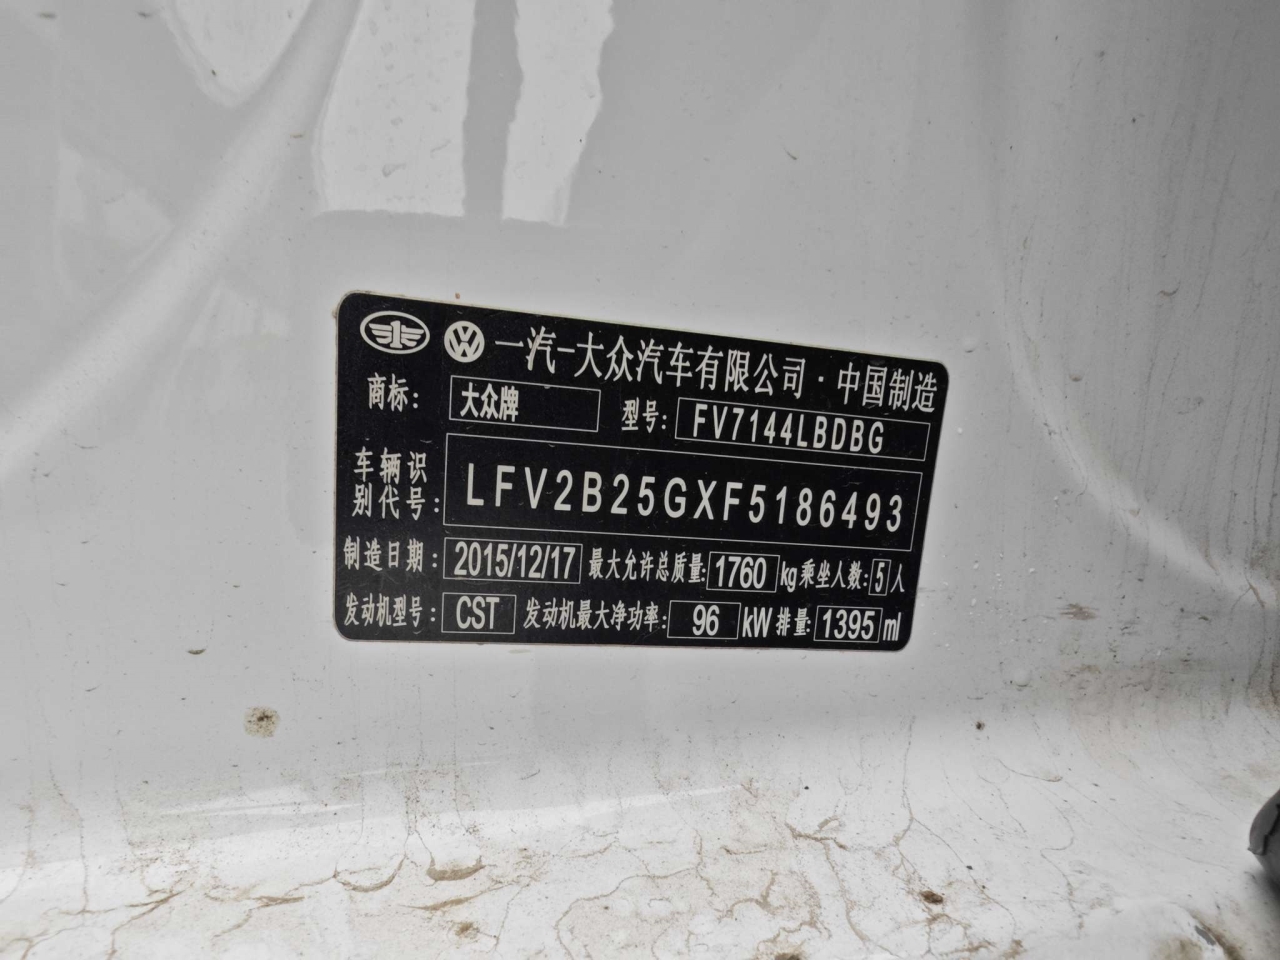 一汽-大众汽车有限公司·中国制造
商标: 大众牌 型号: FV7144LBDBG
车辆识别代号: LFV2B25GXF5186493
制造日期: 2015/12/17 最大允许总质量: 1760 kg 乘坐人数: 5 人
发动机型号: CST 发动机最大净功率: 96 kW 排量: 1395 ml